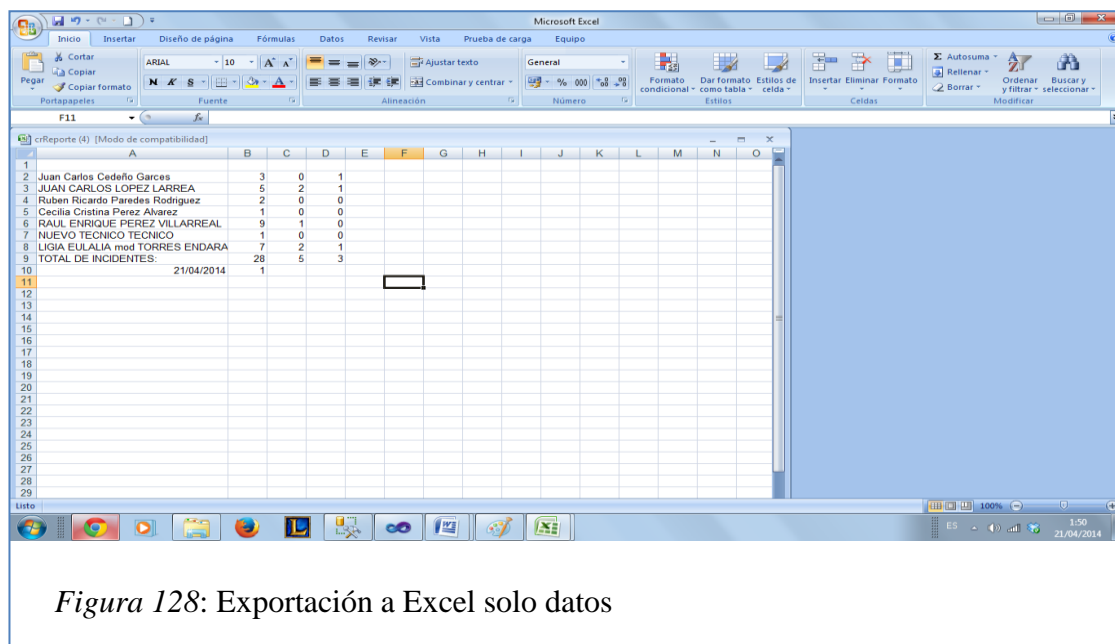 Microsoft Excel
Inicio Insertar Diseño de página Fórmulas Datos Revisar Vista Prueba de carga Equipo
Pegar
Cortar
Copiar
Copiar formato
Portapapeles
ARIAL 10
N K S
Fuente
Ajustar texto
Combinar y centrar
Alineación
General
% 000
Número
Formato condicional
Dar formato como tabla
Estilos de celda
Estilos
Insertar Eliminar Formato
Celdas
Σ Autosuma
Rellenar
Borrar
Ordenar y filtrar
Buscar y seleccionar
Modificar
F11 fx
crReporte (4) [Modo de compatibilidad]
A B C D E F G H I J K L M N O
1
2 Juan Carlos Cedeño Garces 3 0 1
3 JUAN CARLOS LOPEZ LARREA 5 2 1
4 Ruben Ricardo Paredes Rodriguez 2 0 0
5 Cecilia Cristina Perez Alvarez 1 0 0
6 RAUL ENRIQUE PEREZ VILLARREAL 9 1 0
7 NUEVO TECNICO TECNICO 1 0 0
8 LIGIA EULALIA mod TORRES ENDARA 7 2 1
9 TOTAL DE INCIDENTES: 28 5 3
10 21/04/2014 1
11
12
13
14
15
16
17
18
19
20
21
22
23
24
25
26
27
28
29
Listo
100%
ES
1:50
21/04/2014
Figura 128: Exportación a Excel solo datos